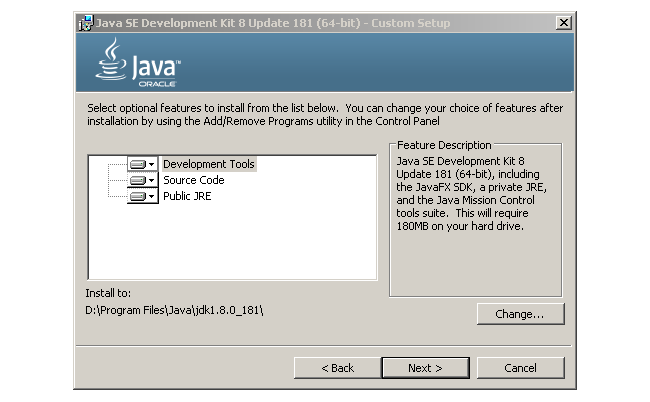 Java SE Development Kit 8 Update 181 (64-bit) - Custom Setup
Java™
ORACLE
Select optional features to install from the list below.  You can change your choice of features after
installation by using the Add/Remove Programs utility in the Control Panel
Development Tools
Source Code
Public JRE
Feature Description
Java SE Development Kit 8
Update 181 (64-bit), including
the JavaFX SDK, a private JRE,
and the Java Mission Control
tools suite.  This will require
180MB on your hard drive.
Install to:
D:\Program Files\Java\jdk1.8.0_181\
Change...
< Back
Next >
Cancel